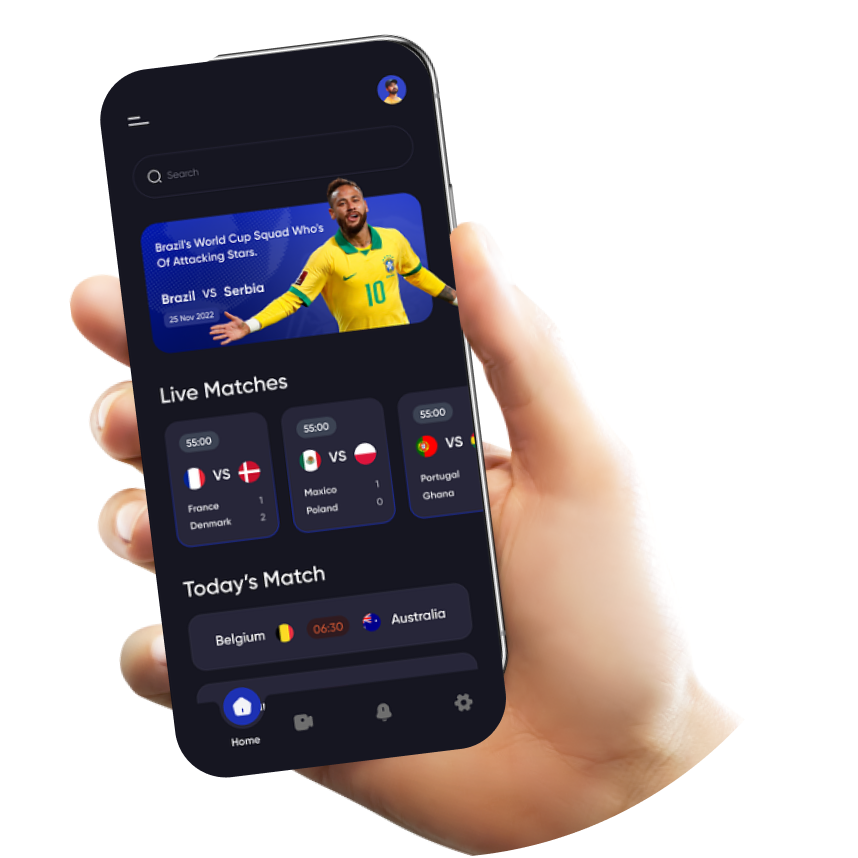 Search
Brazil's World Cup Squad Who's
Of Attacking Stars.
Brazil VS Serbia
25 Nov 2022
10
Live Matches
55:00
VS
France 1
Denmark 2
55:00
VS
Maxico 1
Poland 0
55:00
VS
Portugal
Ghana
Today's Match
Belgium 06:30 Australia
Home